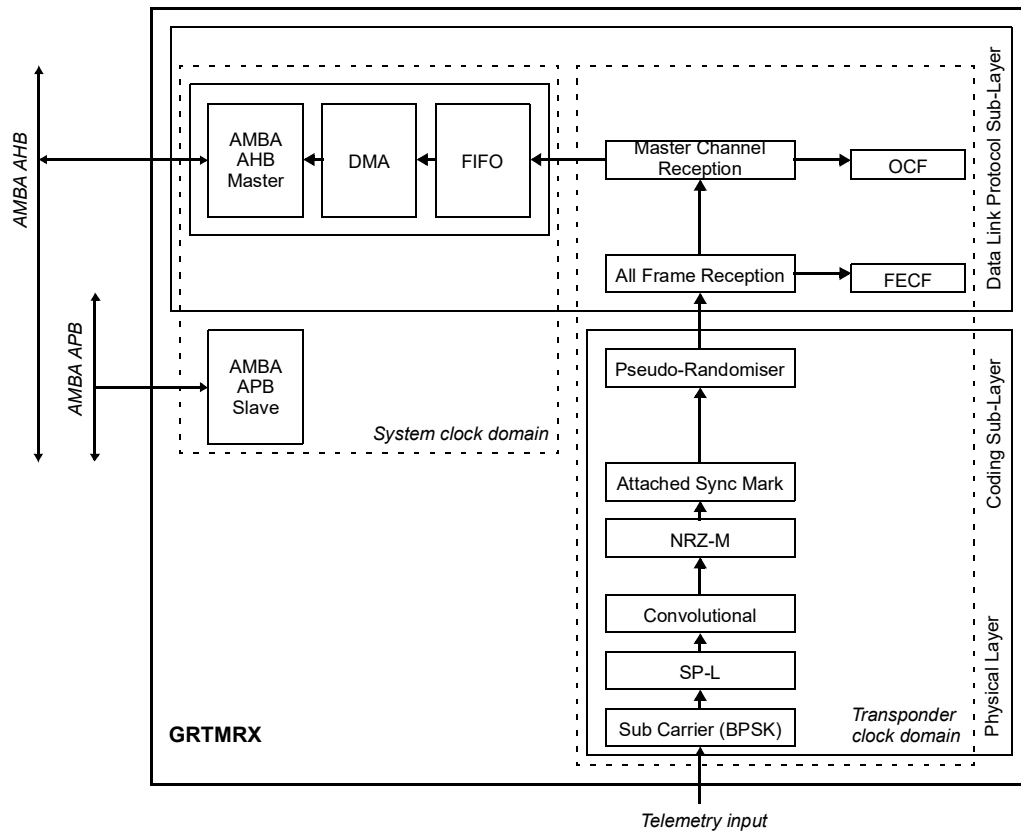 AMBA AHB
AMBA APB
AMBA
AHB
Master
DMA
FIFO
Master Channel
Reception
OCF
All Frame Reception
FECF
Data Link Protocol Sub-Layer
AMBA
APB
Slave
System clock domain
Pseudo-Randomiser
Attached Sync Mark
NRZ-M
Convolutional
SP-L
Sub Carrier (BPSK)
Coding Sub-Layer
Physical Layer
Transponder
clock domain
GRTMRX
Telemetry input